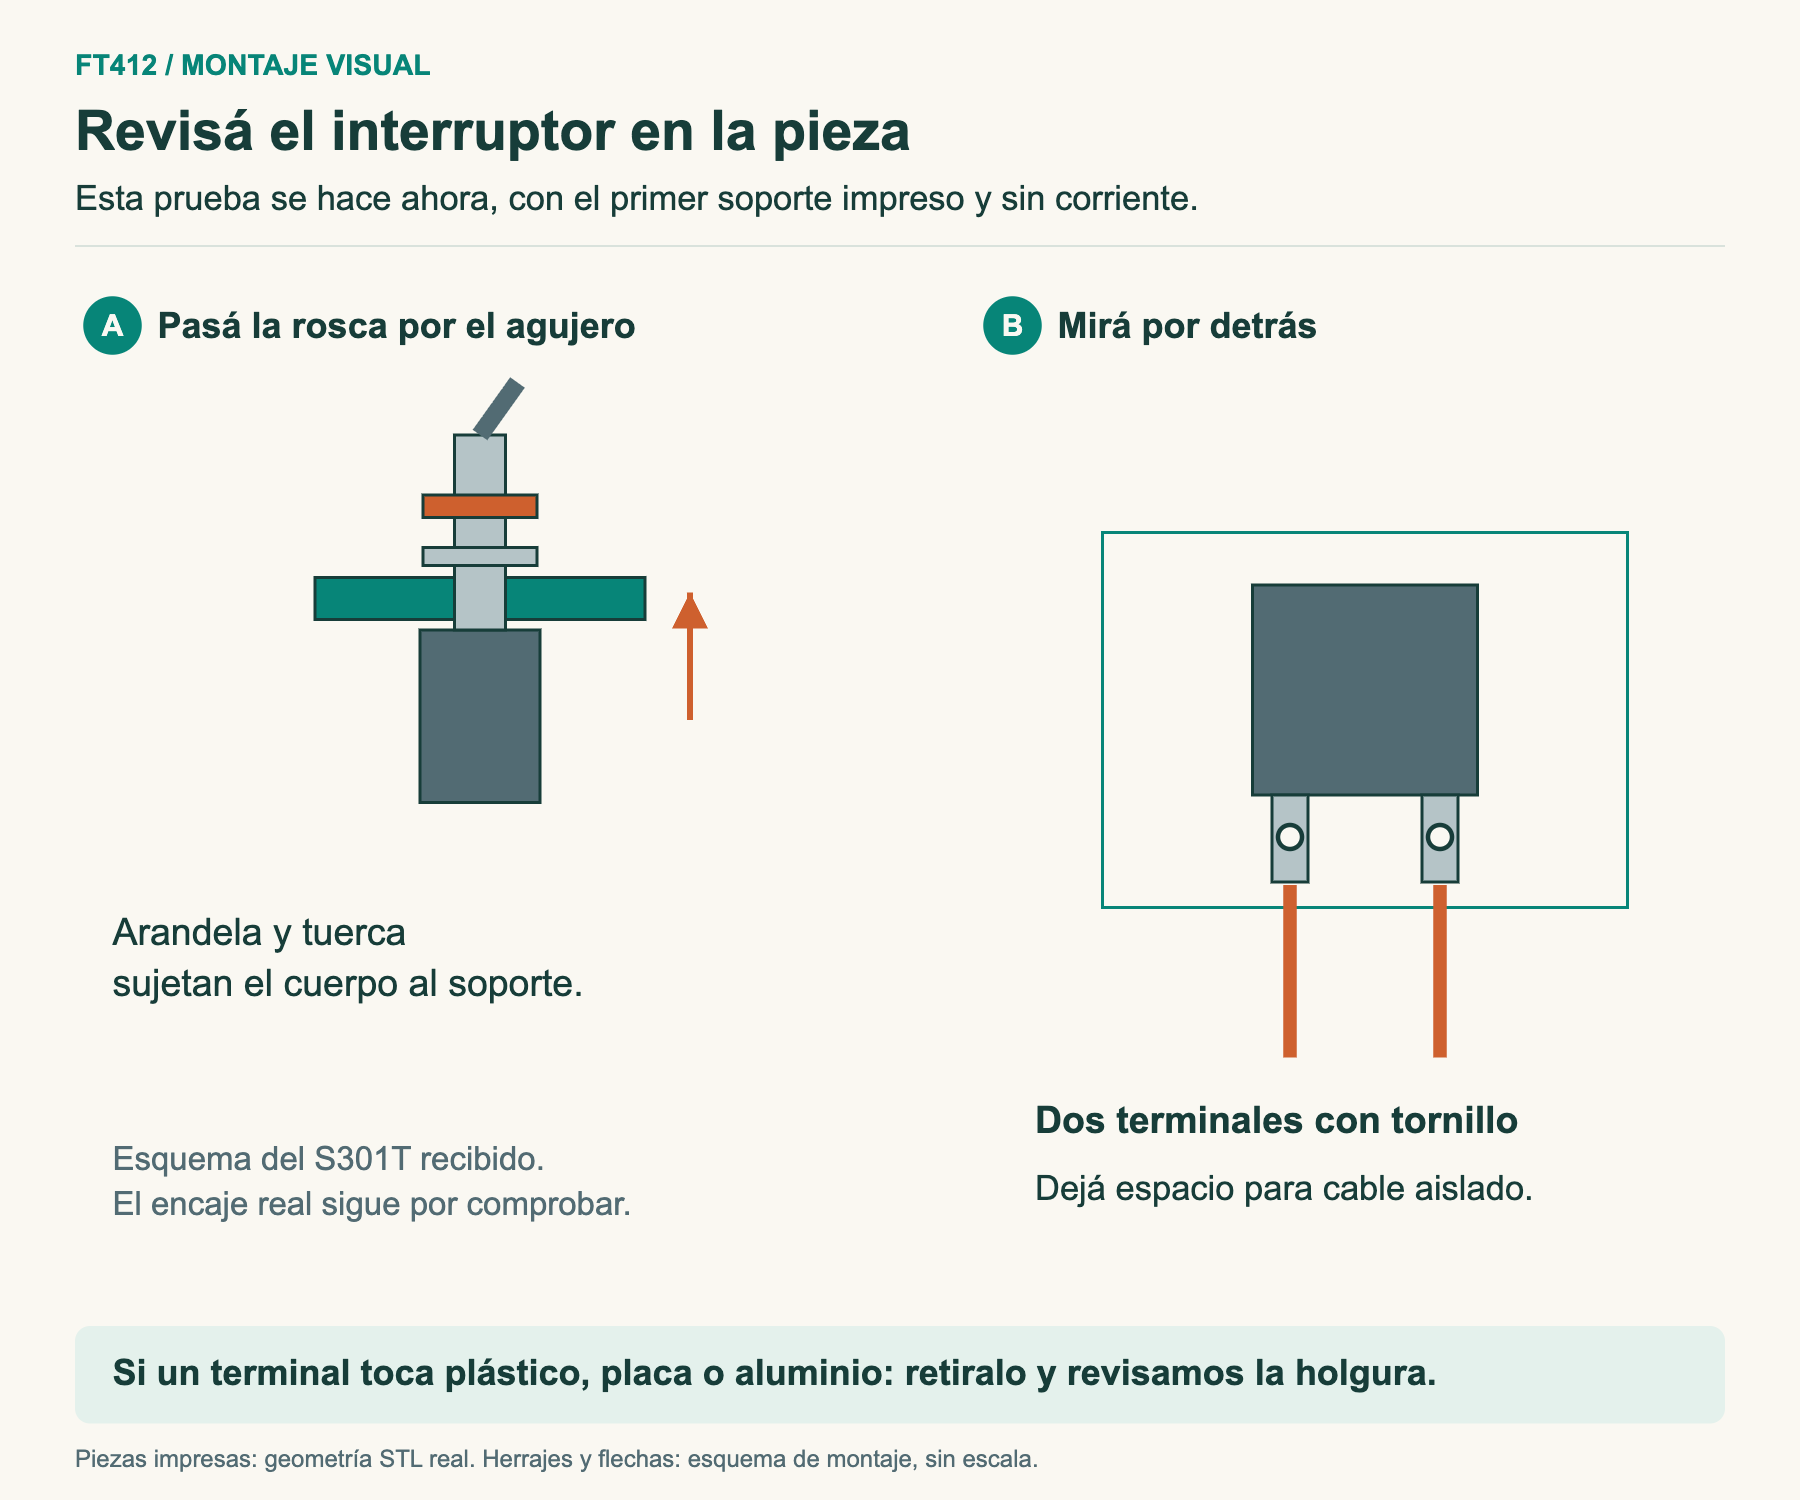 FT412 / MONTAJE VISUAL
Revisá el interruptor en la pieza
Esta prueba se hace ahora, con el primer soporte impreso y sin corriente.
A Pasá la rosca por el agujero
B Mirá por detrás
Arandela y tuerca
sujetan el cuerpo al soporte.
Esquema del S301T recibido.
El encaje real sigue por comprobar.
Dos terminales con tornillo
Dejá espacio para cable aislado.
Si un terminal toca plástico, placa o aluminio: retiralo y revisamos la holgura.
Piezas impresas: geometría STL real. Herrajes y flechas: esquema de montaje, sin escala.